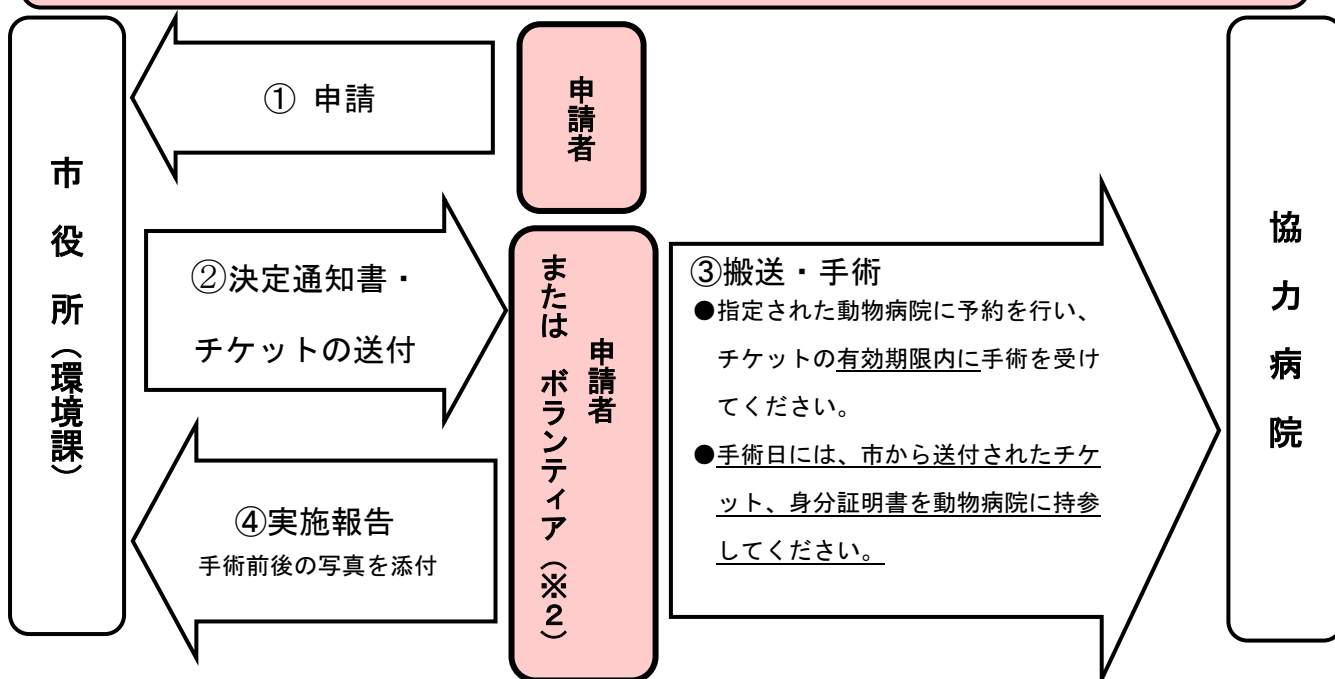 ① 申請
申請者
市役所（環境課）
②決定通知書・
チケットの送付
申請者
または ボランティア（※２）
③搬送・手術
●指定された動物病院に予約を行い、
チケットの有効期限内に手術を受け
てください。
●手術日には、市から送付されたチケ
ット、身分証明書を動物病院に持参
してください。
④実施報告
手術前後の写真を添付
協力病院